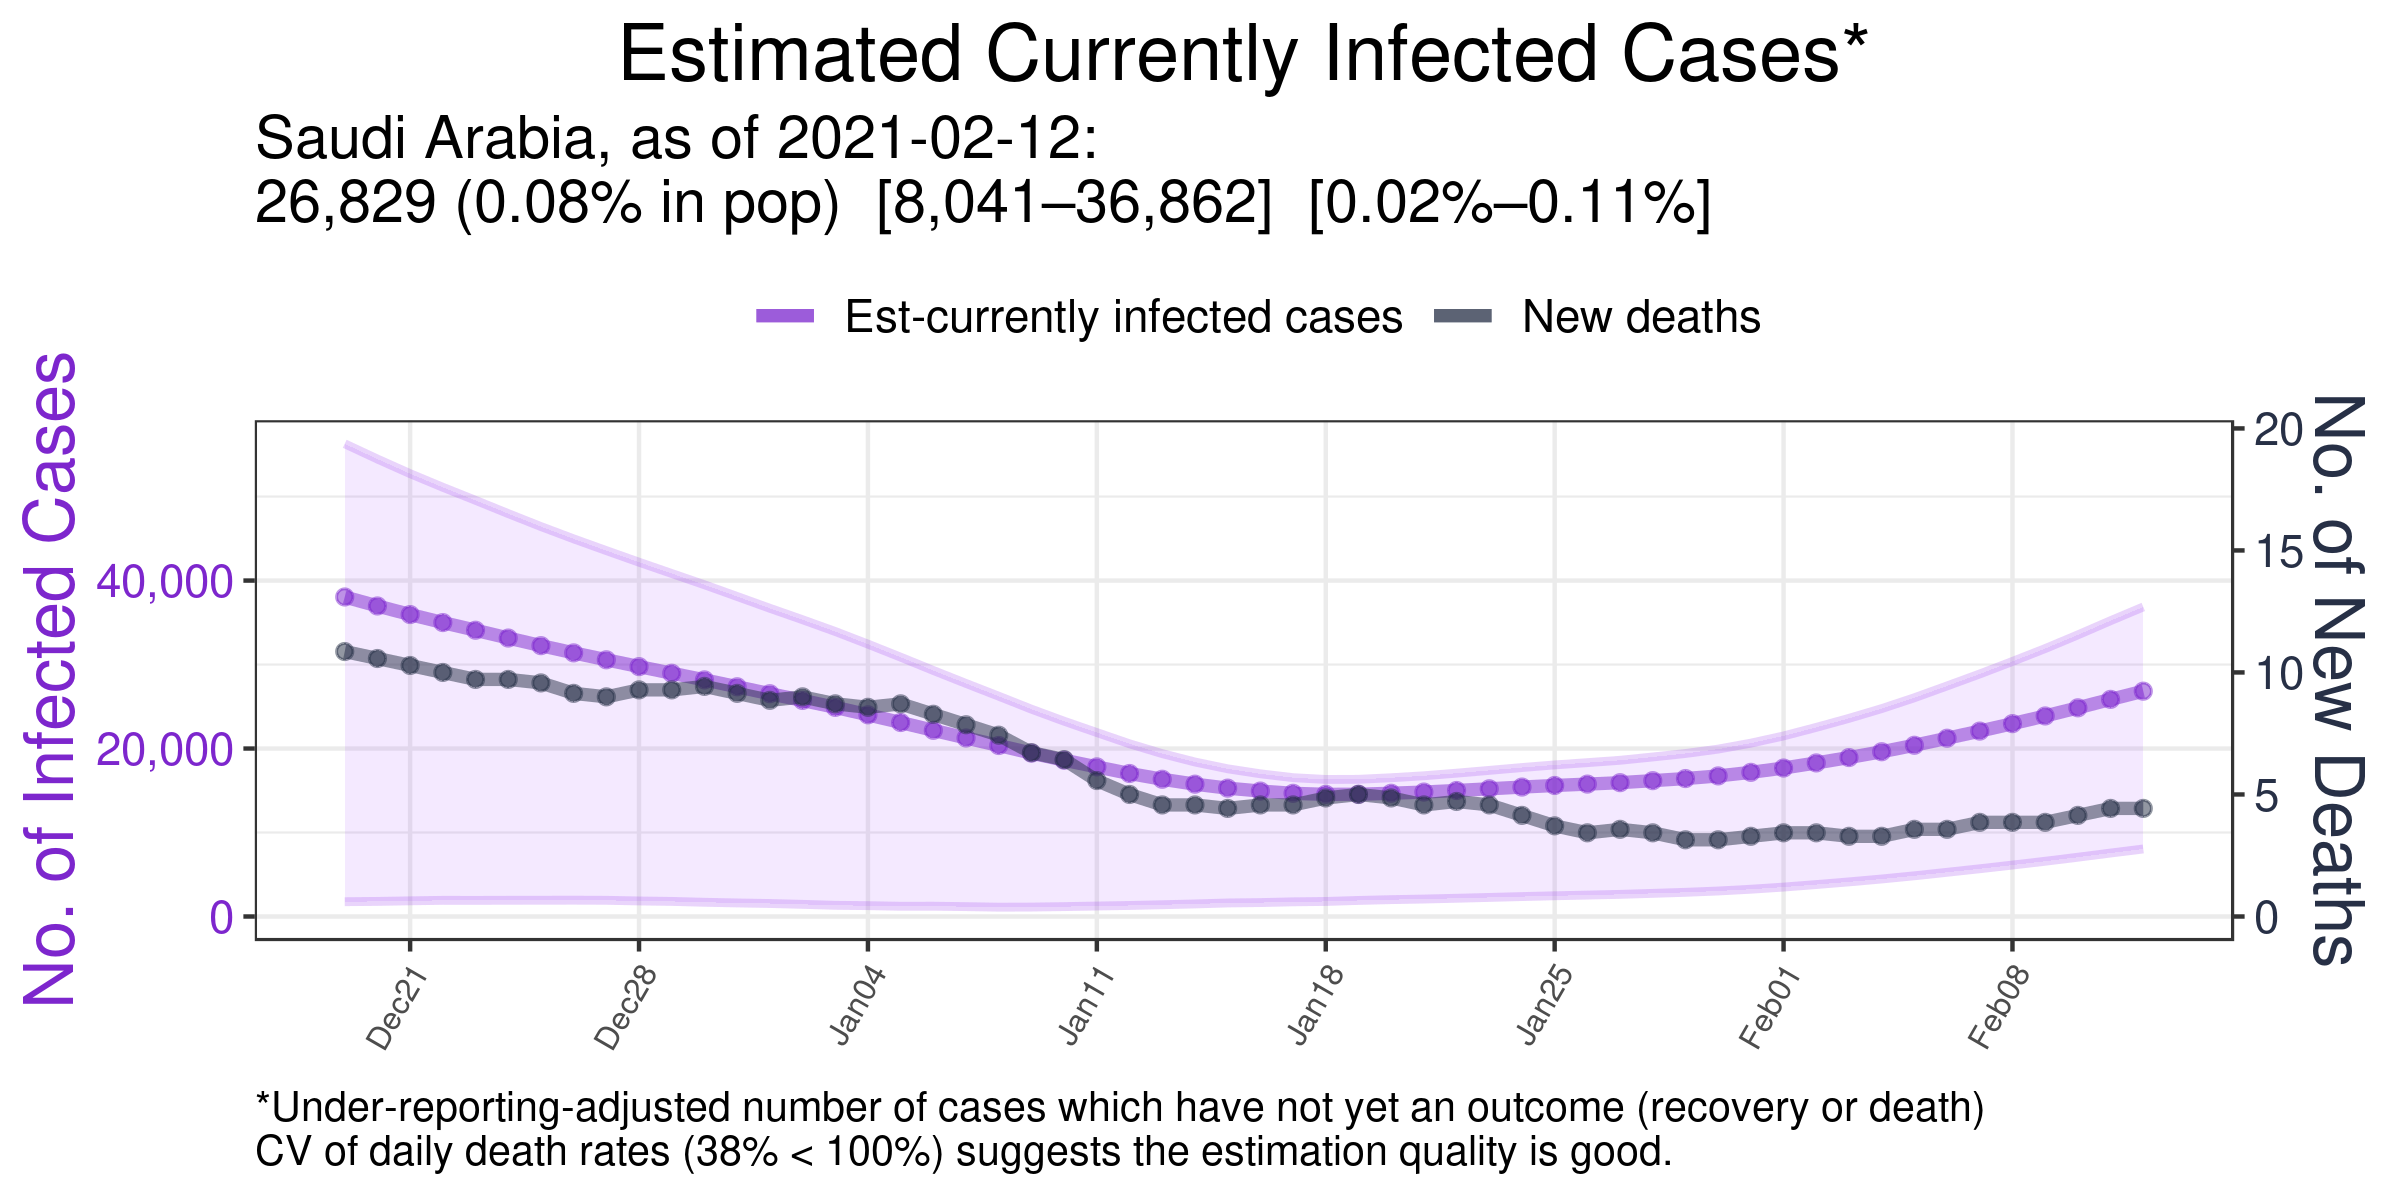 Estimated Currently Infected Cases*
Saudi Arabia, as of 2021-02-12:
26,829 (0.08% in pop)  [8,041–36,862]  [0.02%–0.11%]
Est-currently infected cases
New deaths
No. of Infected Cases
40,000
20,000
0
20
15
10
5
0
No. of New Deaths
Dec21
Dec28
Jan04
Jan11
Jan18
Jan25
Feb01
Feb08
*Under-reporting-adjusted number of cases which have not yet an outcome (recovery or death)
CV of daily death rates (38% < 100%) suggests the estimation quality is good.